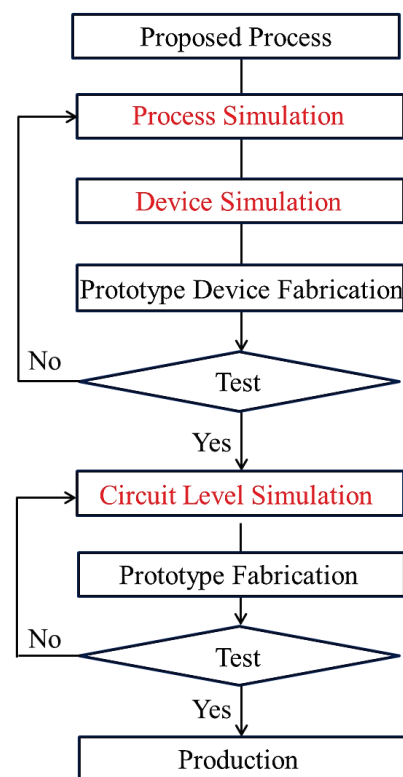 Proposed Process
Process Simulation
Device Simulation
Prototype Device Fabrication
No
Test
Yes
Circuit Level Simulation
Prototype Fabrication
No
Test
Yes
Production